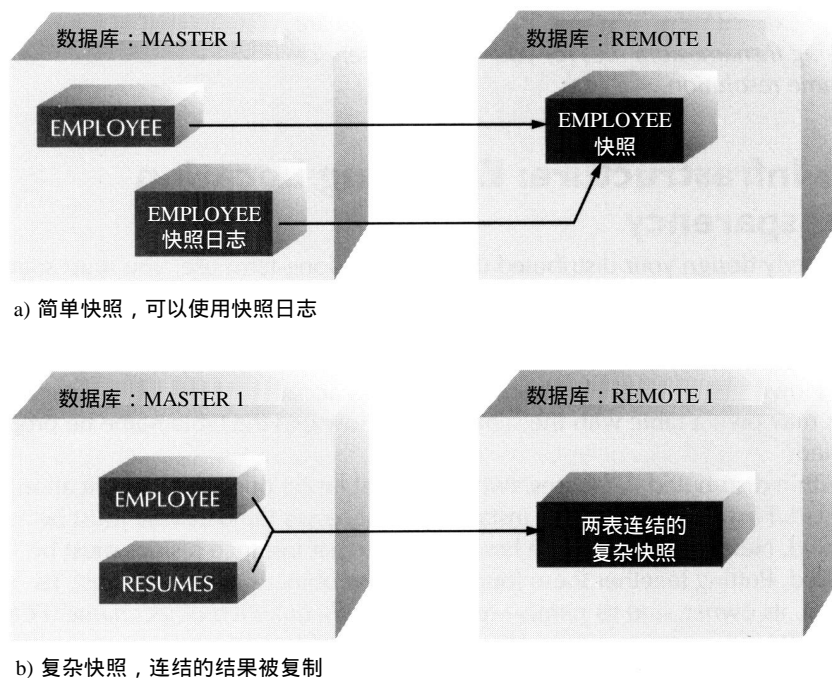 数据库：MASTER 1
数据库：REMOTE 1
EMPLOYEE
EMPLOYEE
快照
EMPLOYEE
快照日志
a) 简单快照，可以使用快照日志
数据库：MASTER 1
数据库：REMOTE 1
EMPLOYEE
RESUMES
两表连结的
复杂快照
b) 复杂快照，连结的结果被复制